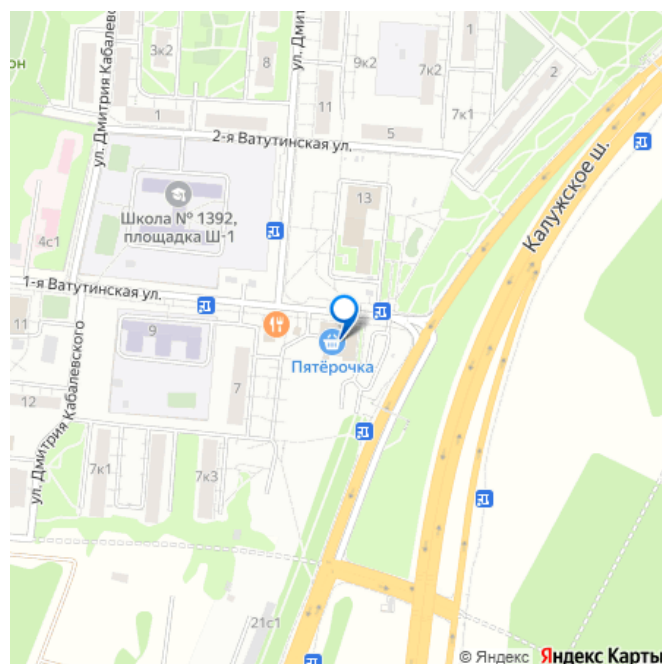 он
3к2
8
ул. Дми
9к2
7к2
1
2
ул. Дмитрия Кабалев
11
7к1
1
2-я Ватутинская ул.
5
Калужское ш.
Школа № 1392,
площадка Ш-1
13
4с1
1-я Ватутинская ул.
11
9
Пятёрочка
7
12
ул. Дмитрия Кабалевского
7к1
7к3
21с1
© Яндекс Яндекс Карты